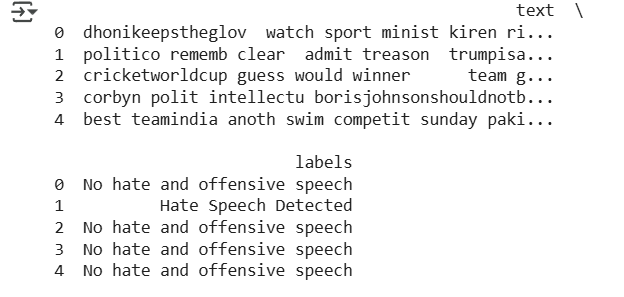 text \
0 dhonikeepstheglov watch sport minist kiren ri...
1 politico rememb clear admit treason trumpisa...
2 cricketworldcup guess would winner team g...
3 corbyn polit intellectu borisjohnsonshouldnotb...
4 best teamindia anoth swim competit sunday paki...
labels
0 No hate and offensive speech
1 Hate Speech Detected
2 No hate and offensive speech
3 No hate and offensive speech
4 No hate and offensive speech